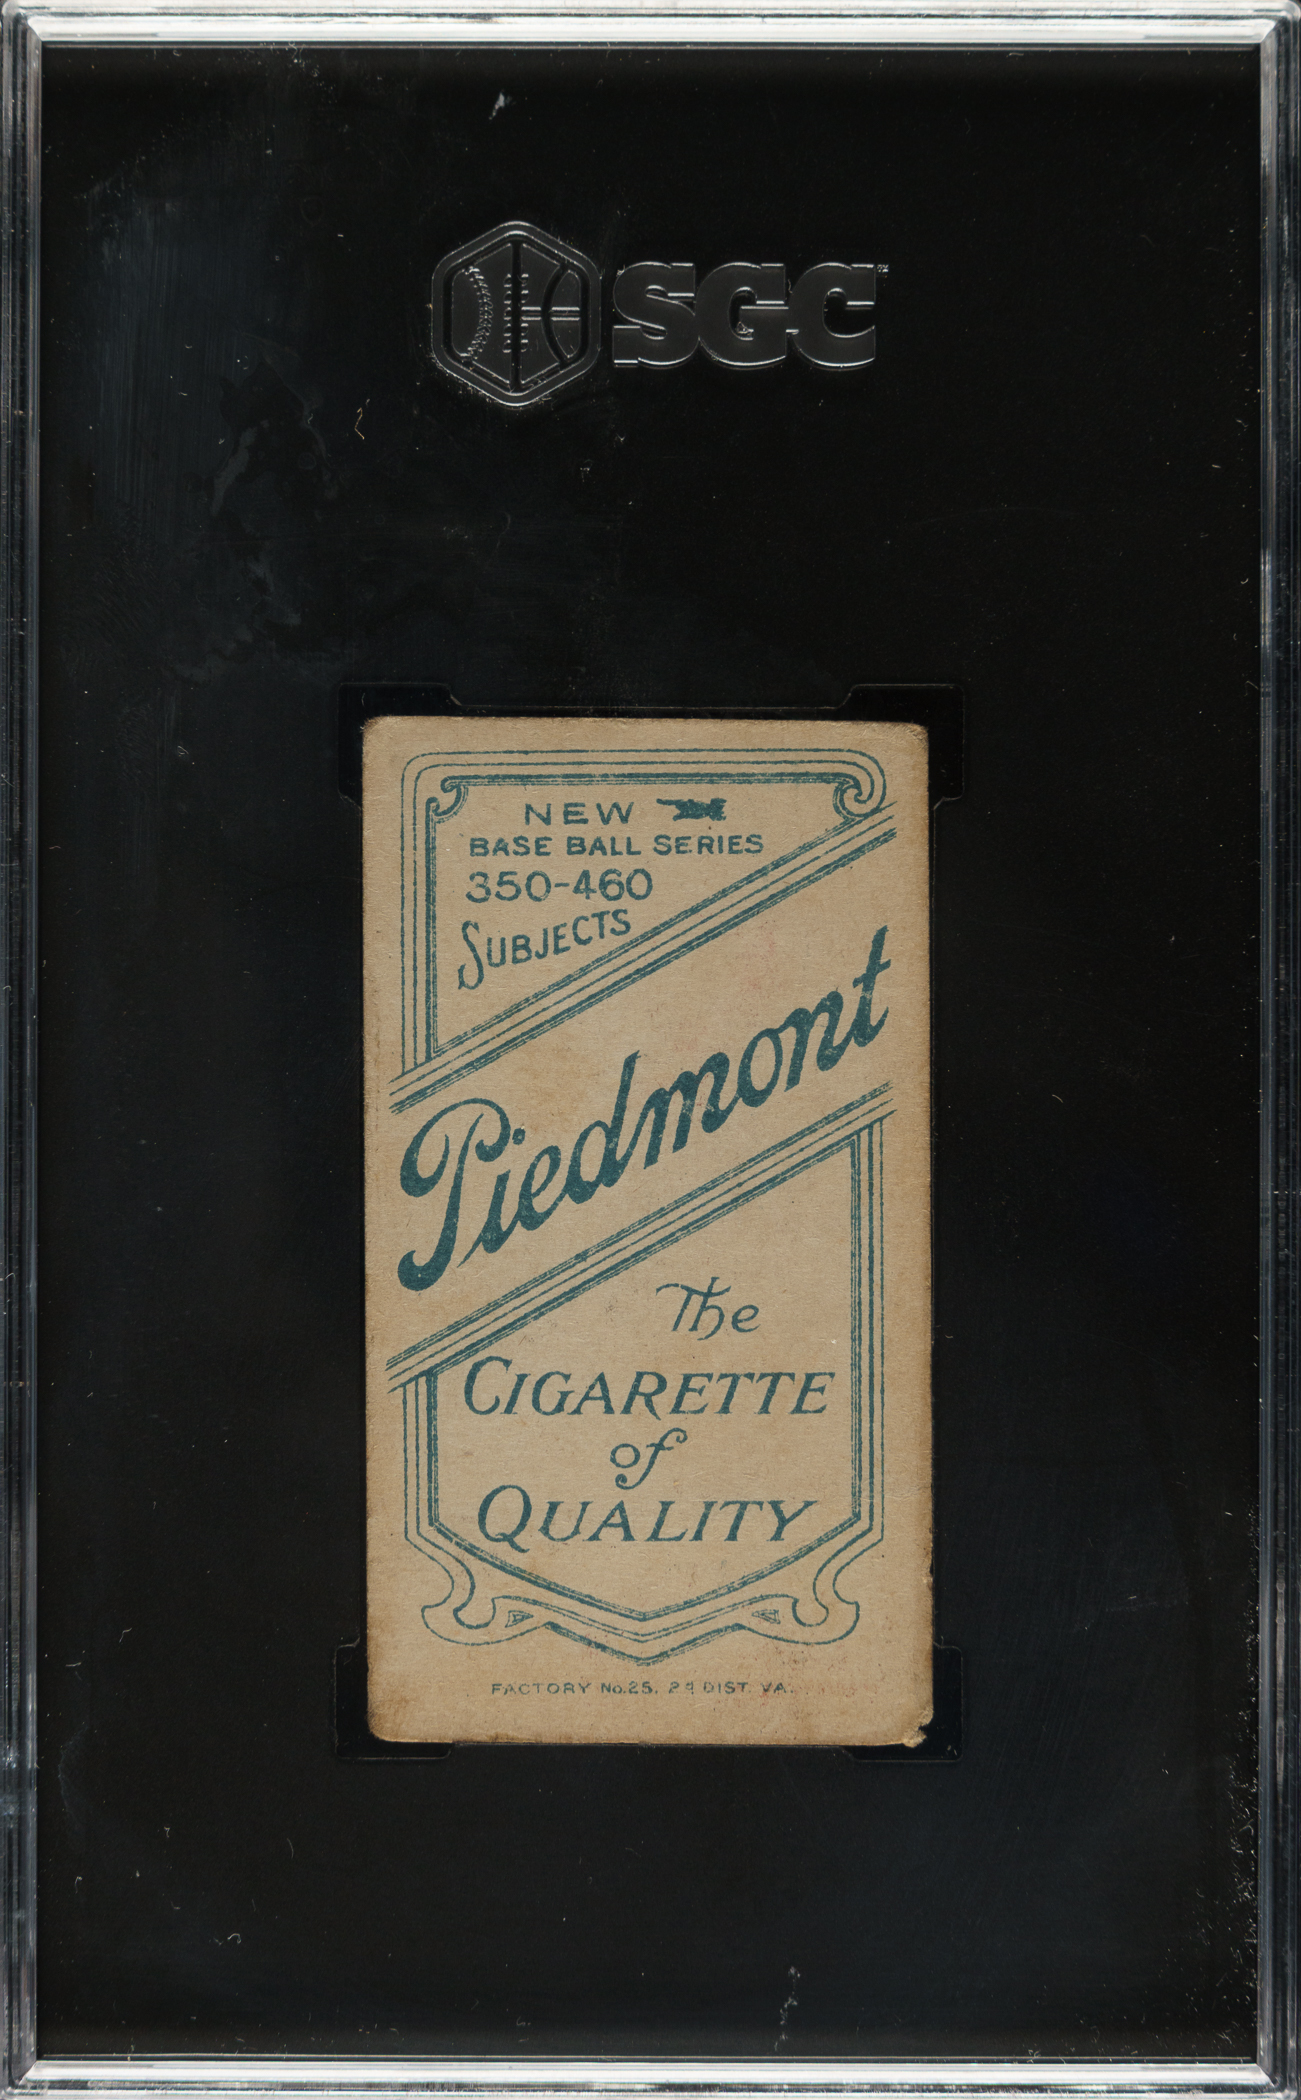 SGC
NEW
BASE BALL SERIES
350-460
SUBJECTS
Piedmont
The
CIGARETTE
of
QUALITY
FACTORY No.25, 2d DIST. VA.